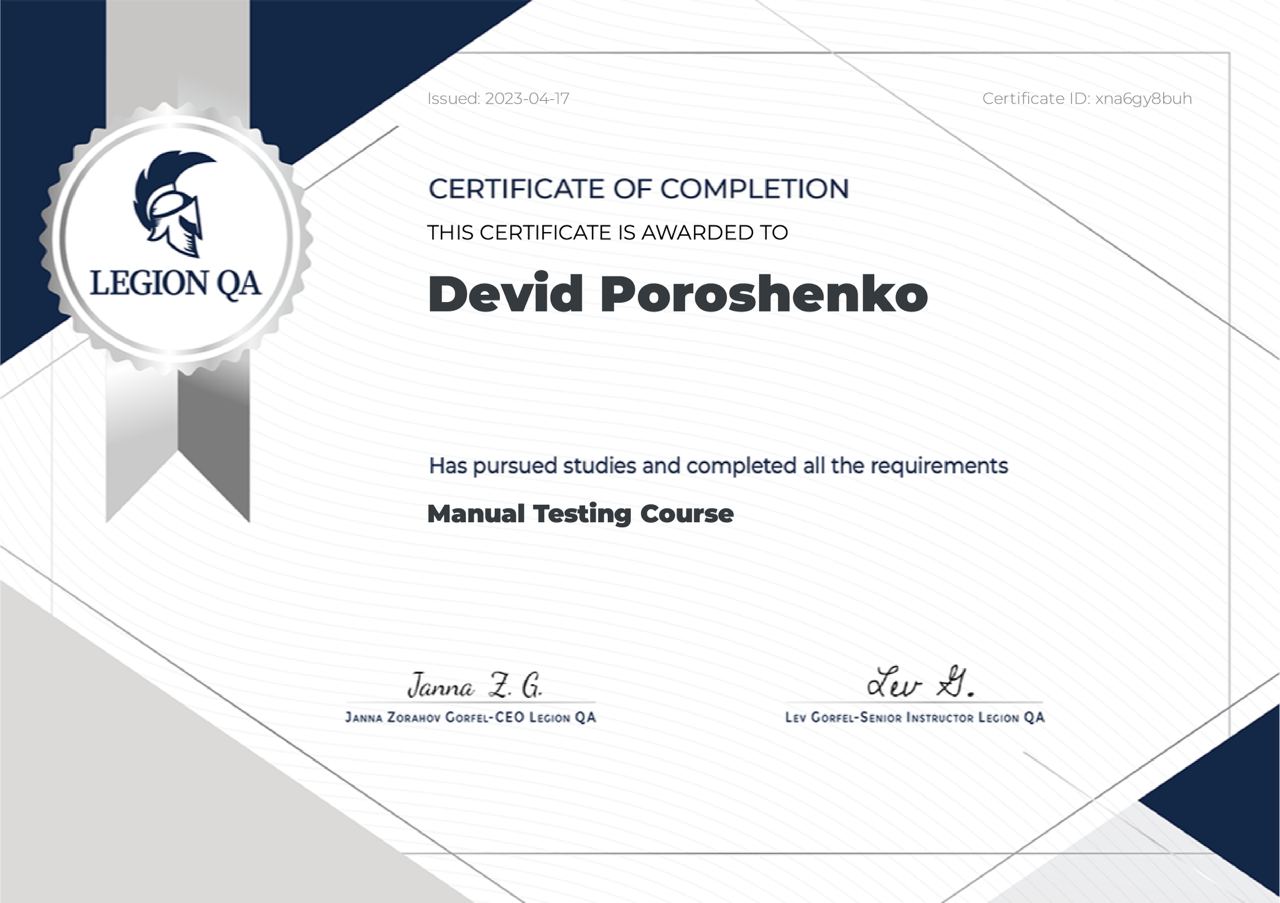 Issued: 2023-04-17
Certificate ID: xna6gy8buh
LEGION QA
CERTIFICATE OF COMPLETION
THIS CERTIFICATE IS AWARDED TO
Devid Poroshenko
Has pursued studies and completed all the requirements
Manual Testing Course
Janna Z. G.
Lev G.
Janna Zorahov Gorfel-CEO Legion QA
Lev Gorfel-Senior Instructor Legion QA